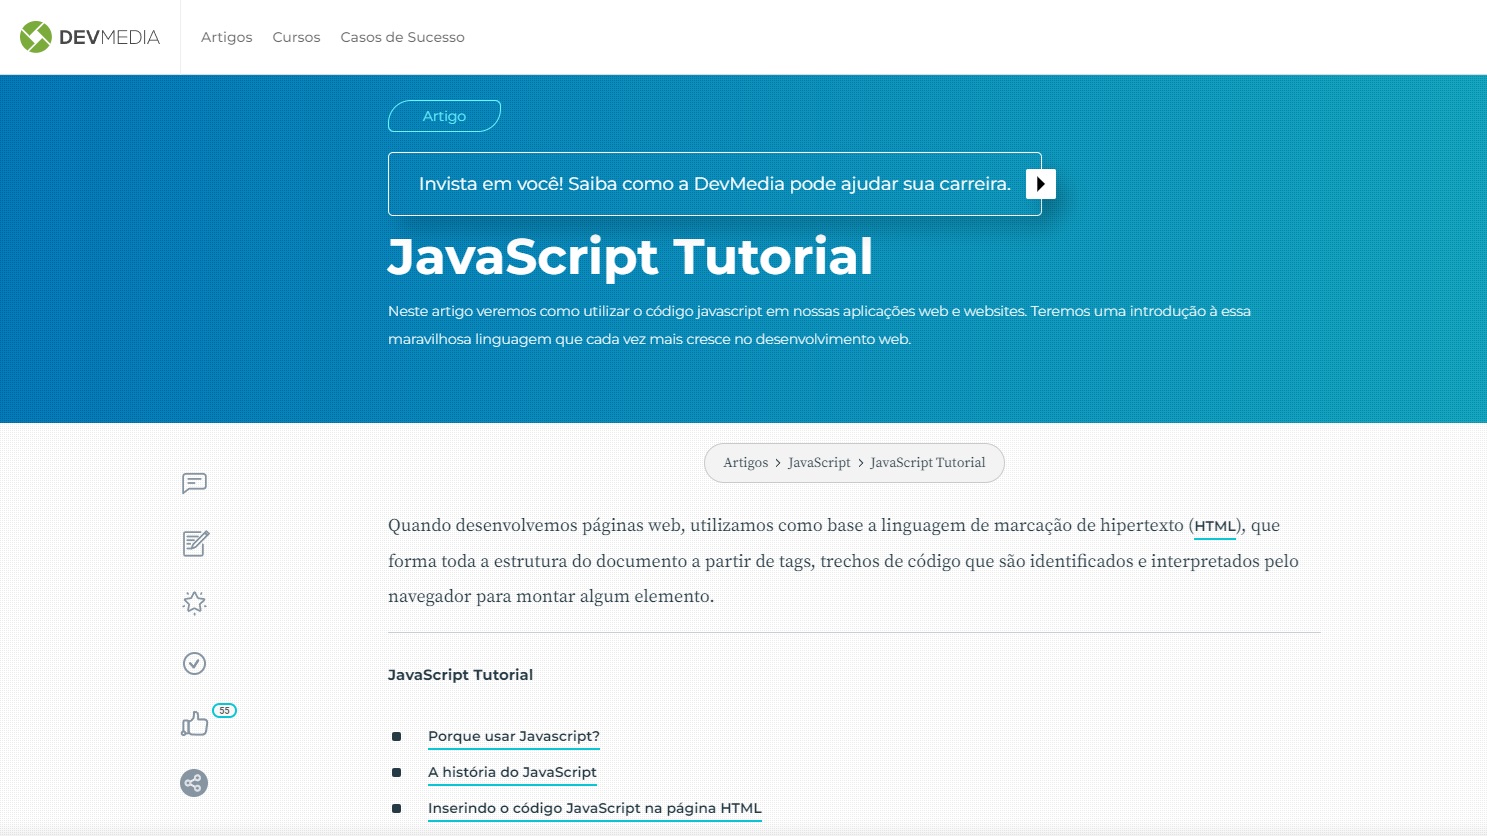 DEVMEDIA
Artigos Cursos Casos de Sucesso
Artigo
Invista em você! Saiba como a DevMedia pode ajudar sua carreira.
JavaScript Tutorial
Neste artigo veremos como utilizar o código javascript em nossas aplicações web e websites. Teremos uma introdução à essa
maravilhosa linguagem que cada vez mais cresce no desenvolvimento web.
Artigos > JavaScript > JavaScript Tutorial
Quando desenvolvemos páginas web, utilizamos como base a linguagem de marcação de hipertexto (HTML), que
forma toda a estrutura do documento a partir de tags, trechos de código que são identificados e interpretados pelo
navegador para montar algum elemento.
JavaScript Tutorial
55
Porque usar Javascript?
A história do JavaScript
Inserindo o código JavaScript na página HTML